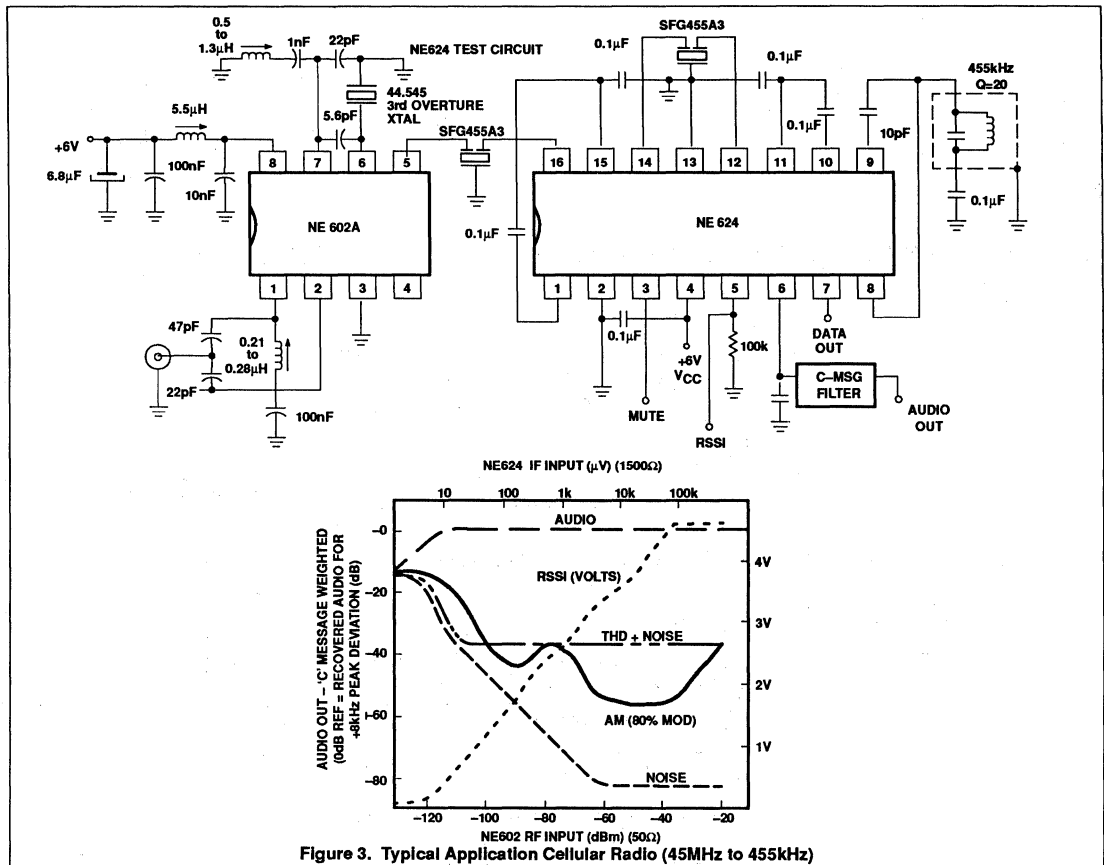 0.5
to
1.3μH
1nF
22pF
NE624 TEST CIRCUIT
44.545
3rd OVERTURE
XTAL
5.6pF
5.5μH
+6V
6.8μF
100nF
10nF
SFG455A3
8
7
6
5
NE 602A
1
2
3
4
47pF
22pF
0.21
to
0.28μH
100nF
SFG455A3
0.1μF
0.1μF
0.1μF
10pF
455kHz
Q=20
0.1μF
16
15
14
13
12
11
10
9
NE 624
0.1μF
1
2
3
4
5
6
7
8
0.1μF
+6V
VCC
MUTE
100k
RSSI
DATA
OUT
C–MSG
FILTER
AUDIO
OUT
NE624 IF INPUT (μV) (1500Ω)
10
100
1k
10k
100k
AUDIO OUT – 'C' MESSAGE WEIGHTED
(0dB REF = RECOVERED AUDIO FOR
+8kHz PEAK DEVIATION (dB)
–0
–20
–40
–60
–80
AUDIO
RSSI (VOLTS)
THD + NOISE
AM (80% MOD)
NOISE
4V
3V
2V
1V
–120
–100
–80
–60
–40
–20
NE602 RF INPUT (dBm) (50Ω)
Figure 3. Typical Application Cellular Radio (45MHz to 455kHz)